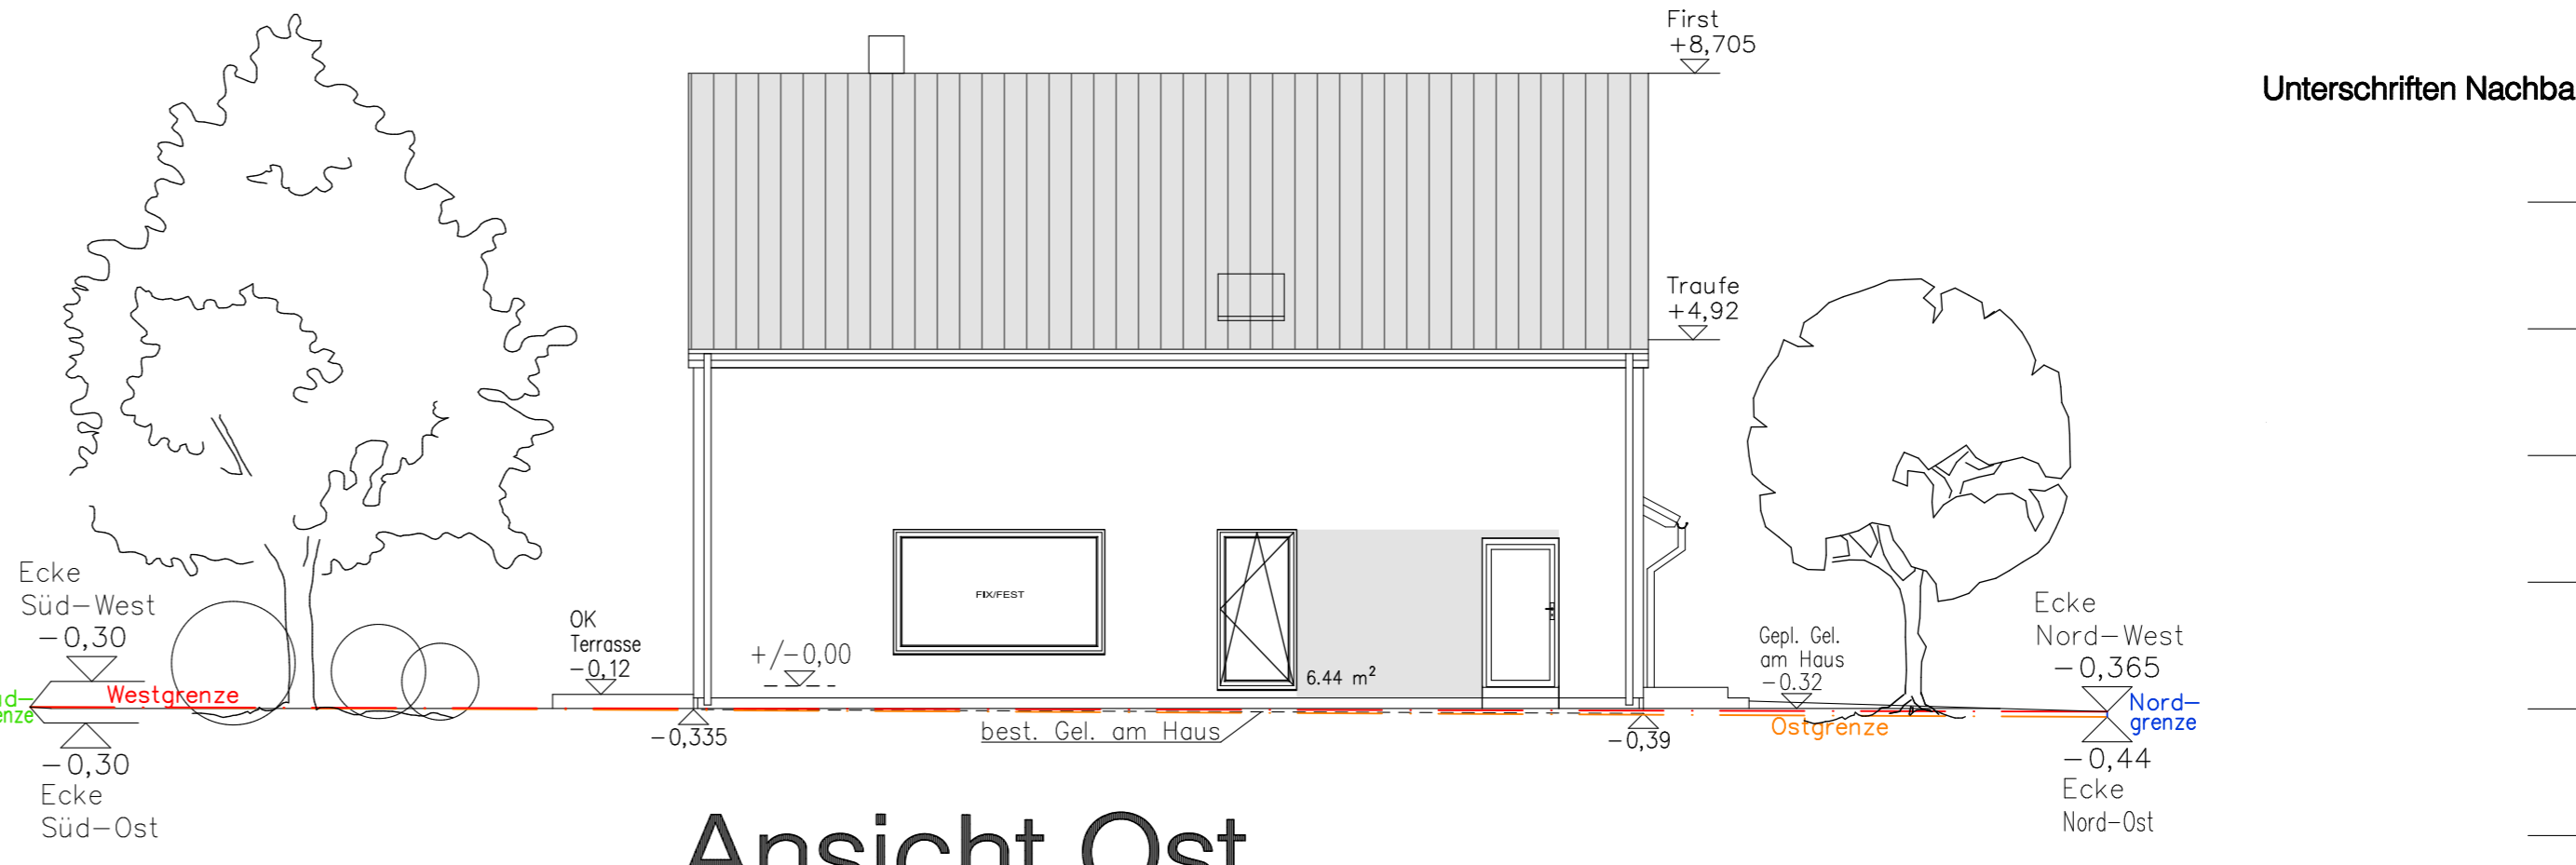 First
+8,705
Unterschriften Nachba
Traufe
+4,92
Ecke
Süd-West
-0,30
OK
Terrasse
-0,12
+/-0,00
FIX/FEST
6.44 m²
Gepl. Gel.
am Haus
-0.32
Ecke
Nord-West
-0,365
Westgrenze
-0,335
best. Gel. am Haus
-0,39
Ostgrenze
Nord-
grenze
-0,30
Ecke
Süd-Ost
-0,44
Ecke
Nord-Ost
Ansicht Ost